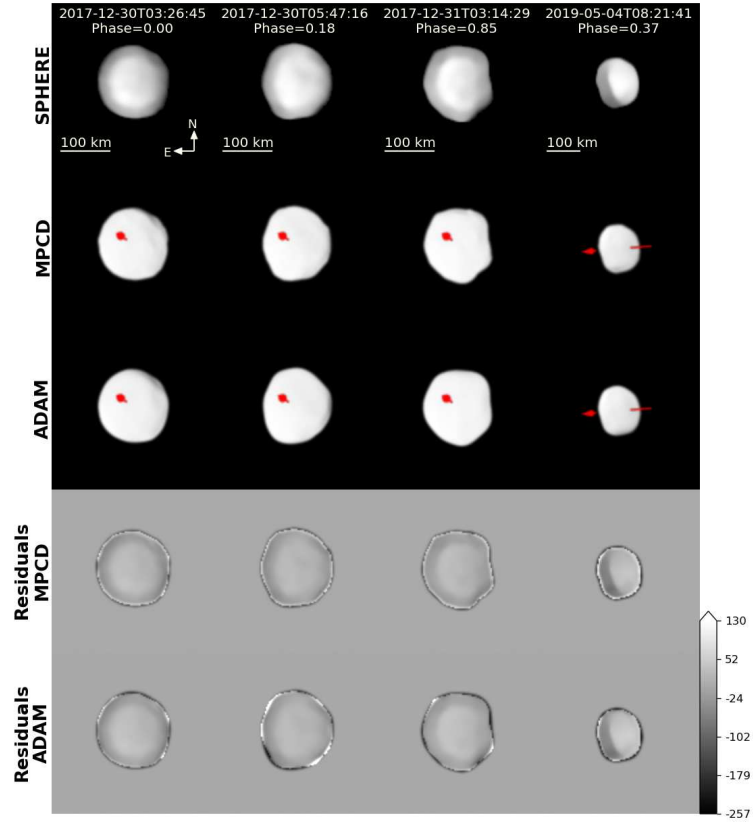 2017-12-30T03:26:45 2017-12-30T05:47:16 2017-12-31T03:14:29 2019-05-04T08:21:41
Phase=0.00 Phase=0.18 Phase=0.85 Phase=0.37
SPHERE
100 km 100 km 100 km 100 km
N
E
MPCD
ADAM
Residuals
MPCD
Residuals
ADAM
130
52
-24
-102
-179
-257